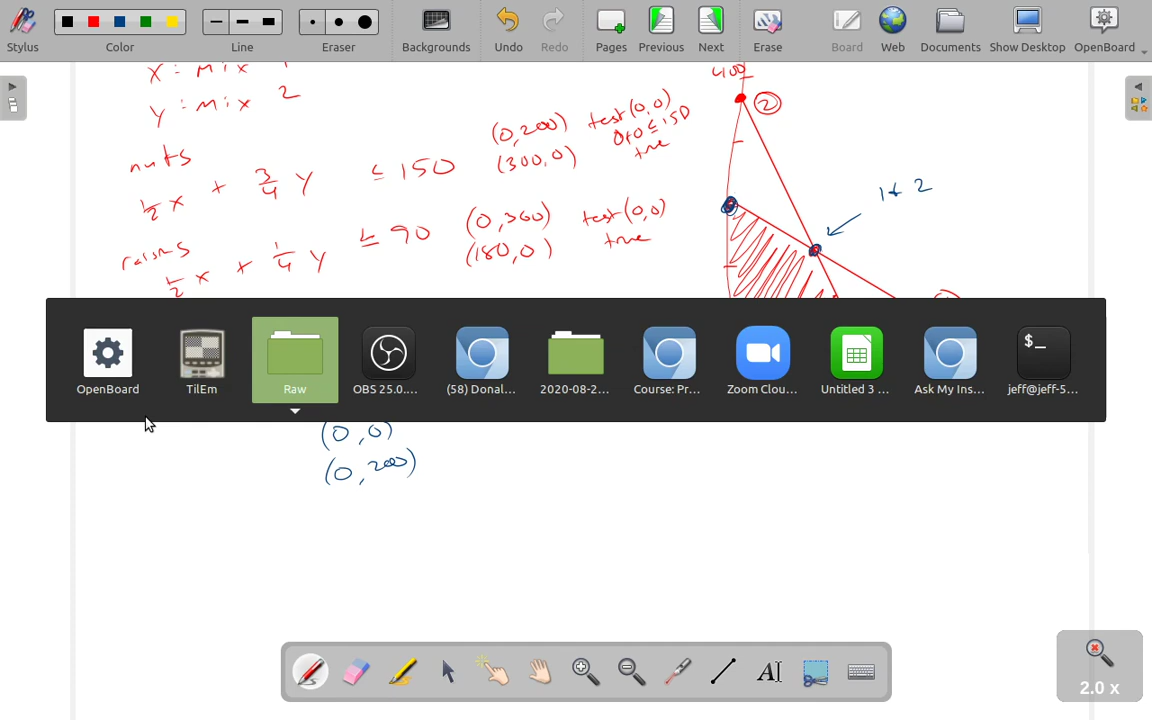 Stylus Color Line Eraser Backgrounds Undo Redo Pages Previous Next Erase Board Web Documents Show Desktop OpenBoard
x : mix 1
y : mix 2
400
②
nuts
1/2 x + 3/4 y ≤ 150
(0,200)
(300,0)
test(0,0)
0+0 ≤ 150
true
1 & 2
raisins
1/2 x + 1/4 y ≤ 90
(0,360)
(180,0)
test(0,0)
true
OpenBoard TilEm Raw OBS 25.0.... (58) Donal... 2020-08-2... Course: Pr... Zoom Clou... Untitled 3 ... Ask My Ins... jeff@jeff-5...
$_
(0,0)
(0,200)
2.0 x